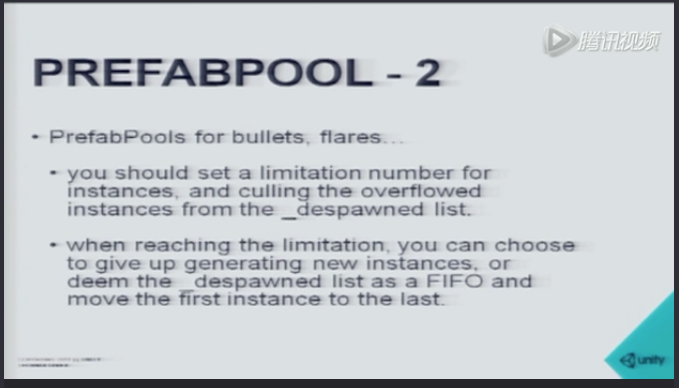 腾讯视频
PREFABPOOL - 2
• PrefabPools for bullets, flares...
• you should set a limitation number for
instances, and culling the overflowed
instances from the _despawned list.
• when reaching the limitation, you can choose
to give up generating new instances, or
deem the _despawned list as a FIFO and
move the first instance to the last.
unity